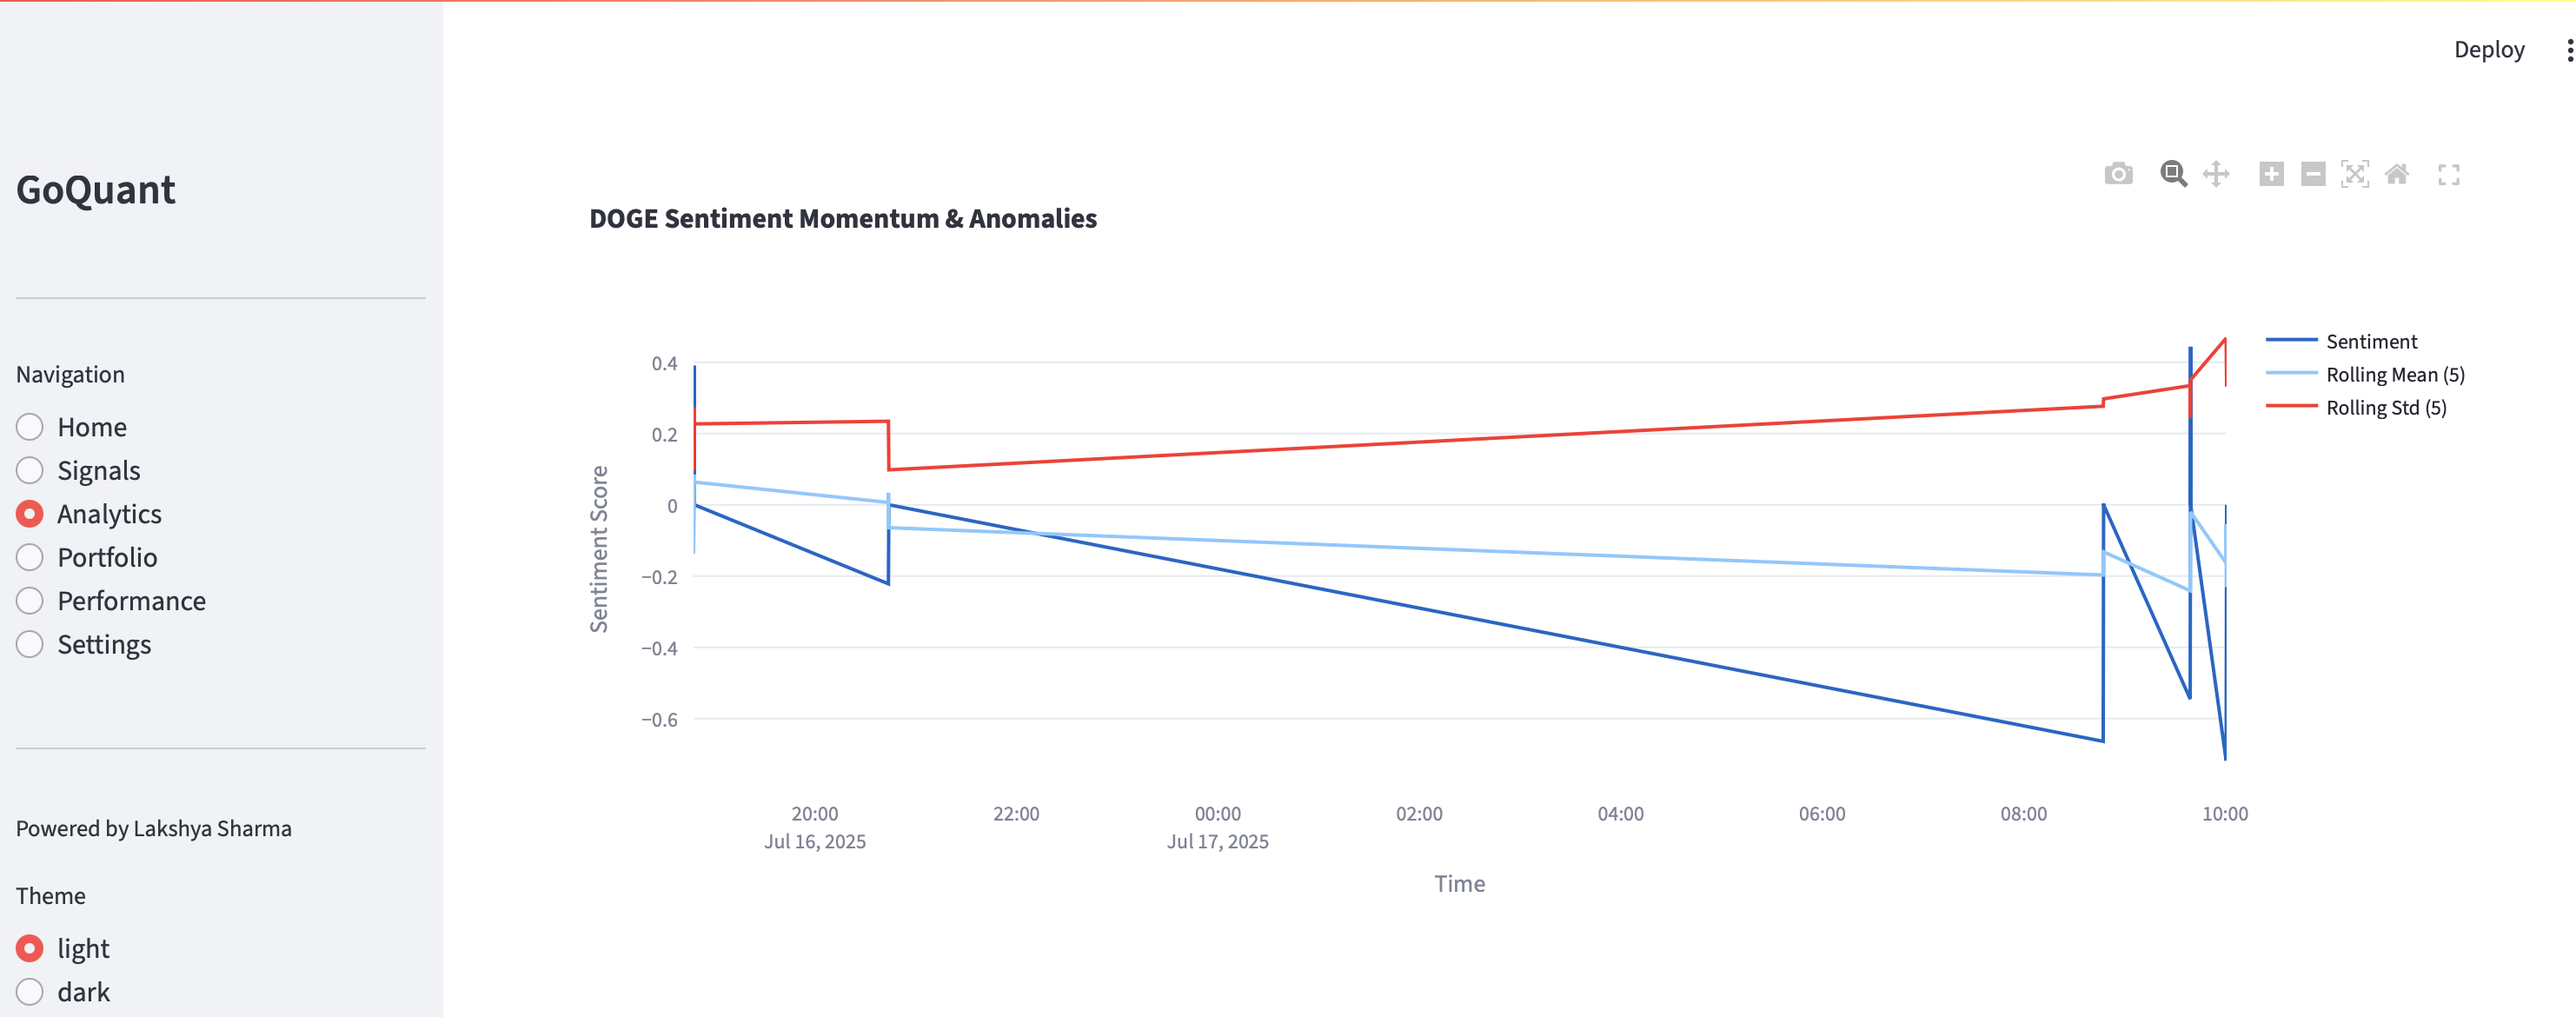 Deploy
GoQuant
Navigation
Home
Signals
Analytics
Portfolio
Performance
Settings
Powered by Lakshya Sharma
Theme
light
dark
DOGE Sentiment Momentum & Anomalies
Sentiment
Rolling Mean (5)
Rolling Std (5)
Sentiment Score
0.4
0.2
0
−0.2
−0.4
−0.6
20:00
Jul 16, 2025
22:00
00:00
Jul 17, 2025
02:00
04:00
06:00
08:00
10:00
Time